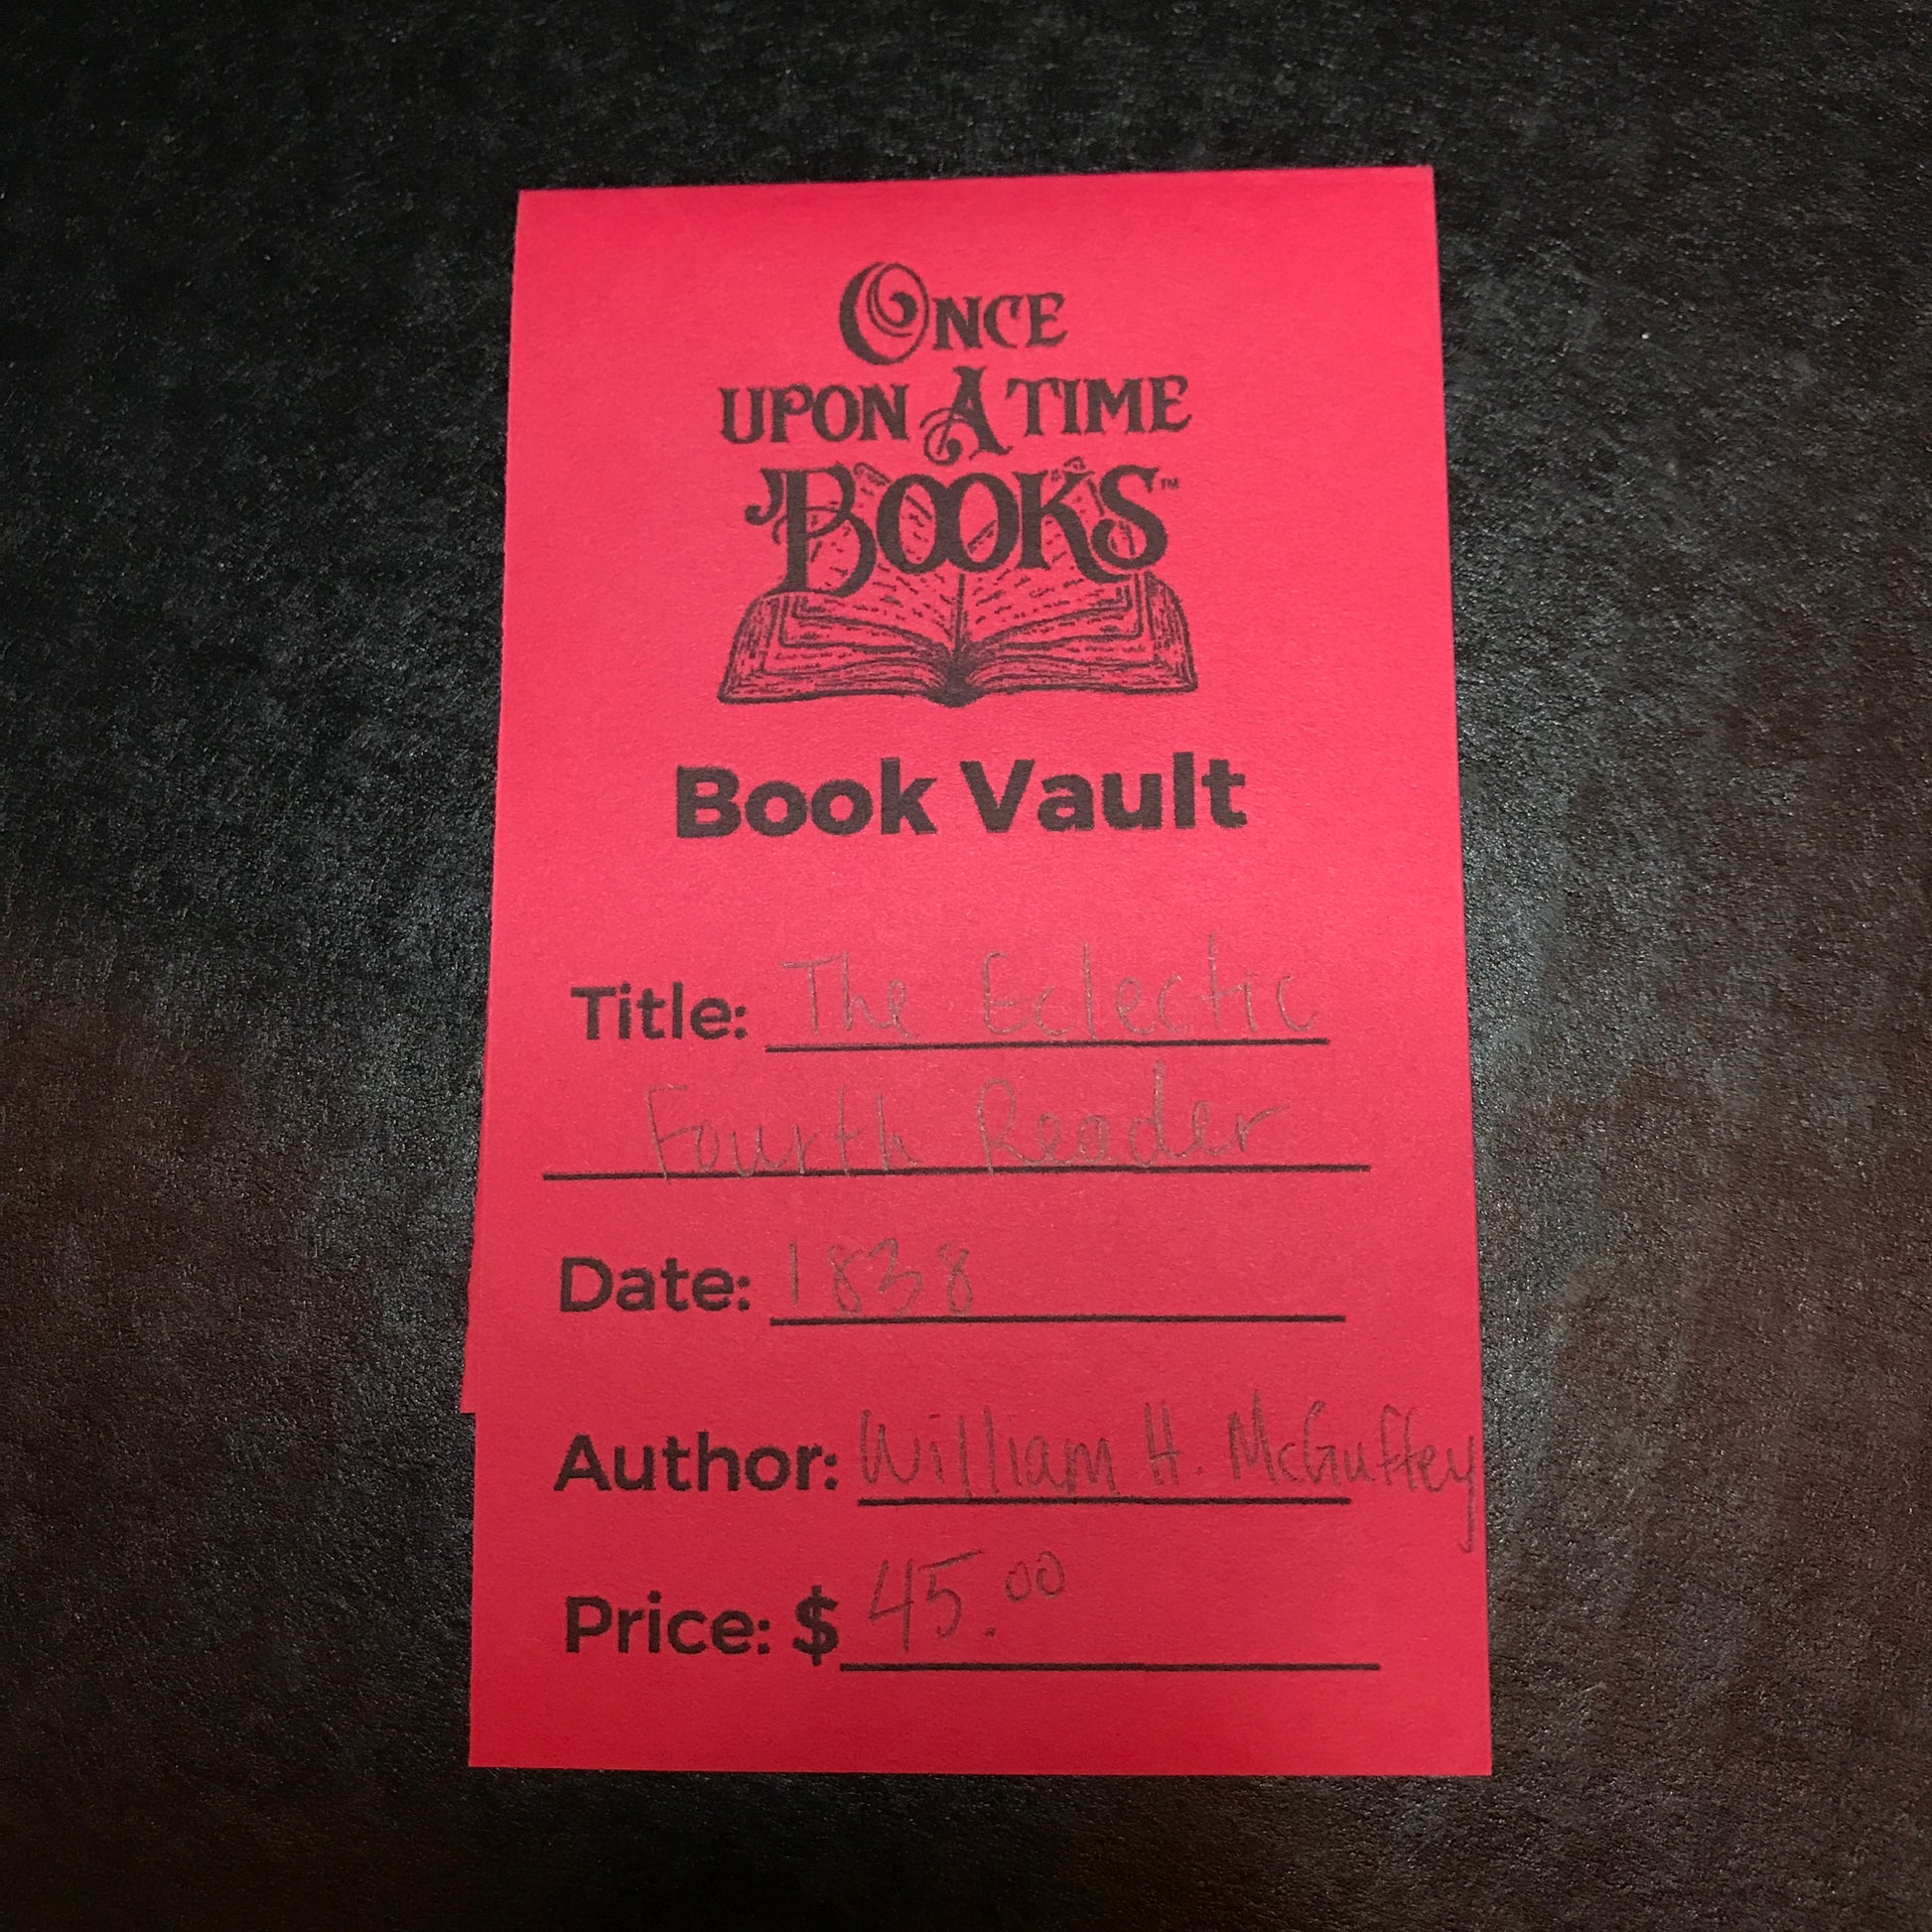 ONCE
UPON A TIME
BOOKS™
Book Vault
Title: The Eclectic
Fourth Reader
Date: 1838
Author: William H. McGuffey
Price: $ 45.00